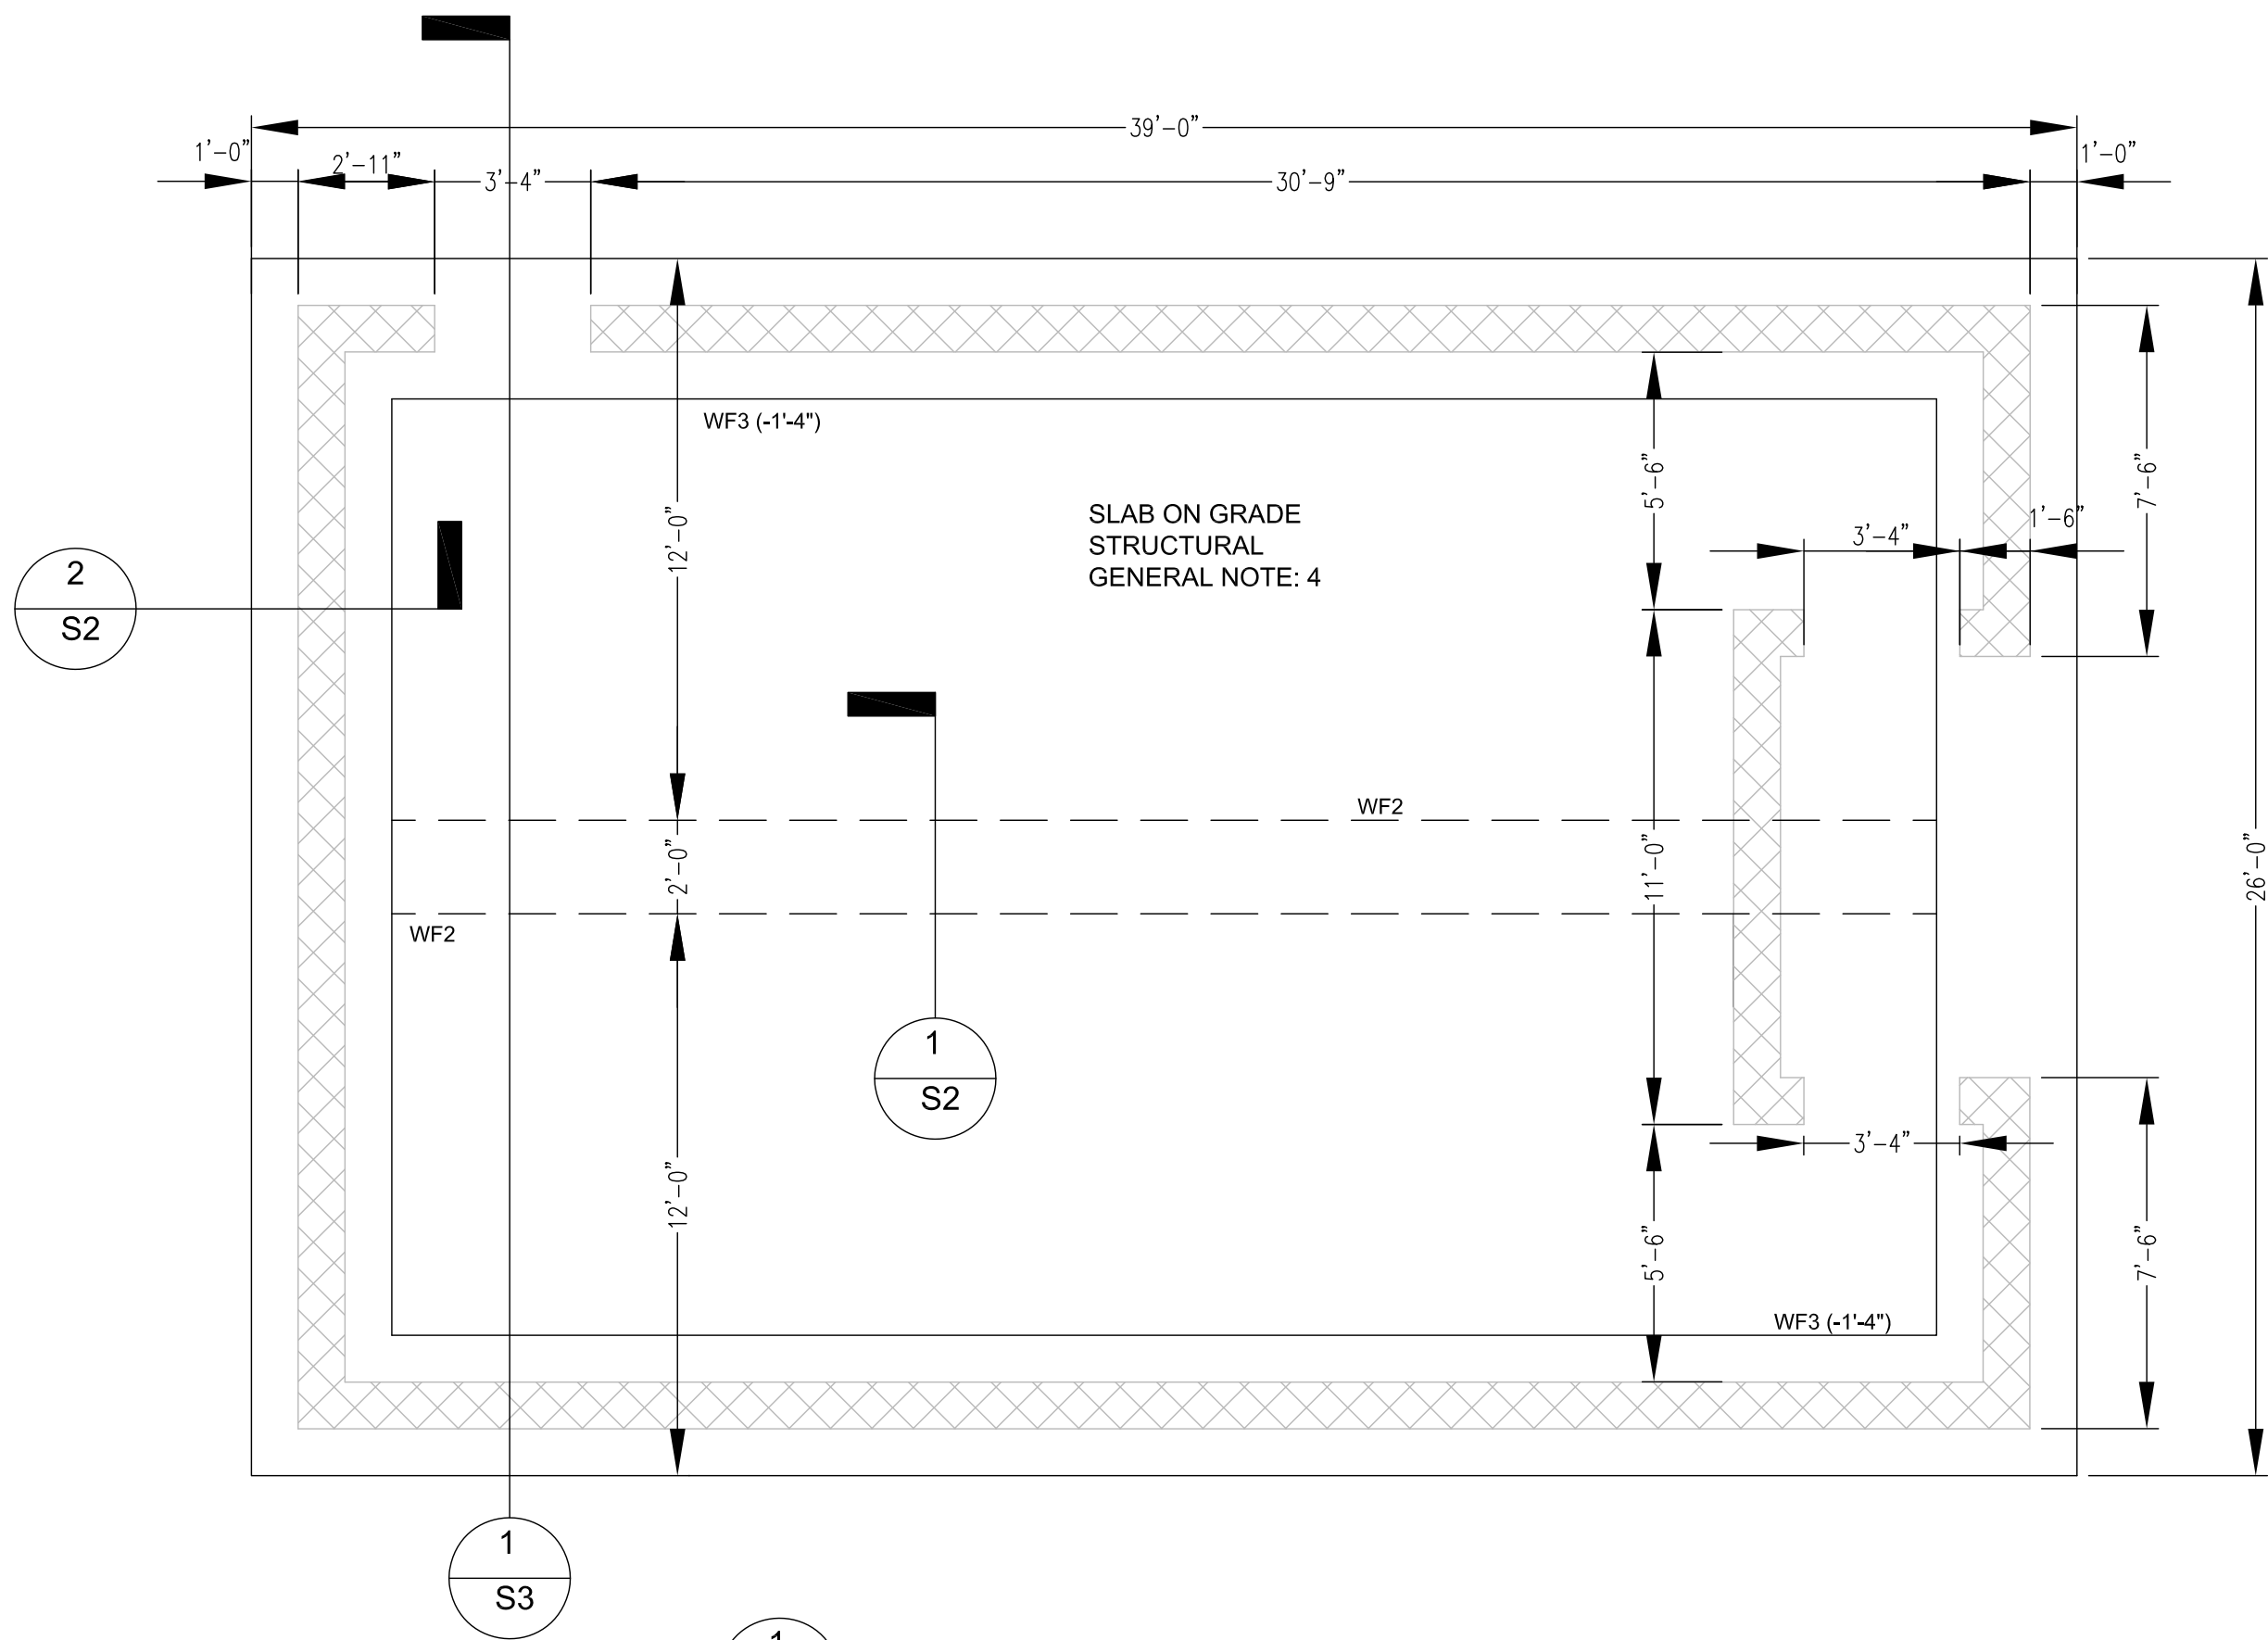 39’-0”
1’-0”
2’-11”
3’-4”
30’-9”
1’-0”
WF3 (-1'-4")
SLAB ON GRADE
STRUCTURAL
GENERAL NOTE: 4
12’-0”
5’-6”
7’-6”
1’-6”
3’-4”
2
S2
WF2
2’-0”
11’-0”
26’-0”
WF2
1
S2
3’-4”
12’-0”
5’-6”
7’-6”
WF3 (-1'-4")
1
S3
1